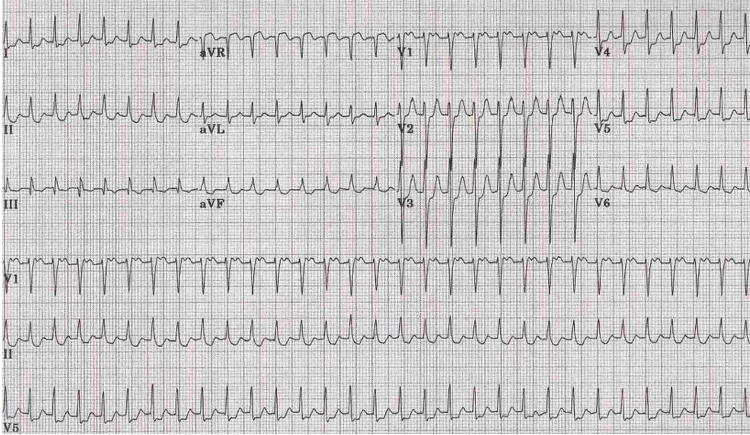 I aVR V1 V4
II aVL V2 V5
III aVF V3 V6
V1
II
V5